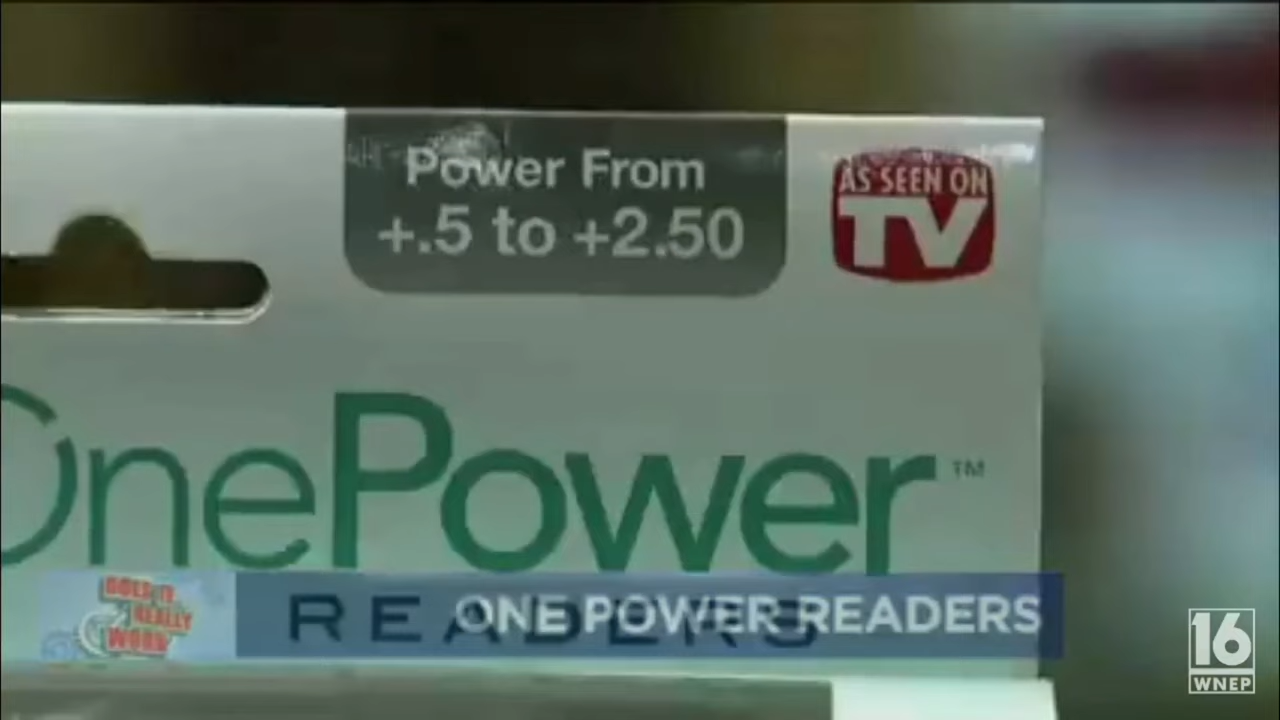 Power From
+.5 to +2.50
AS SEEN ON
TV
OnePower™
READERS
DOES IT
REALLY
WORK
ONE POWER READERS
16
WNEP